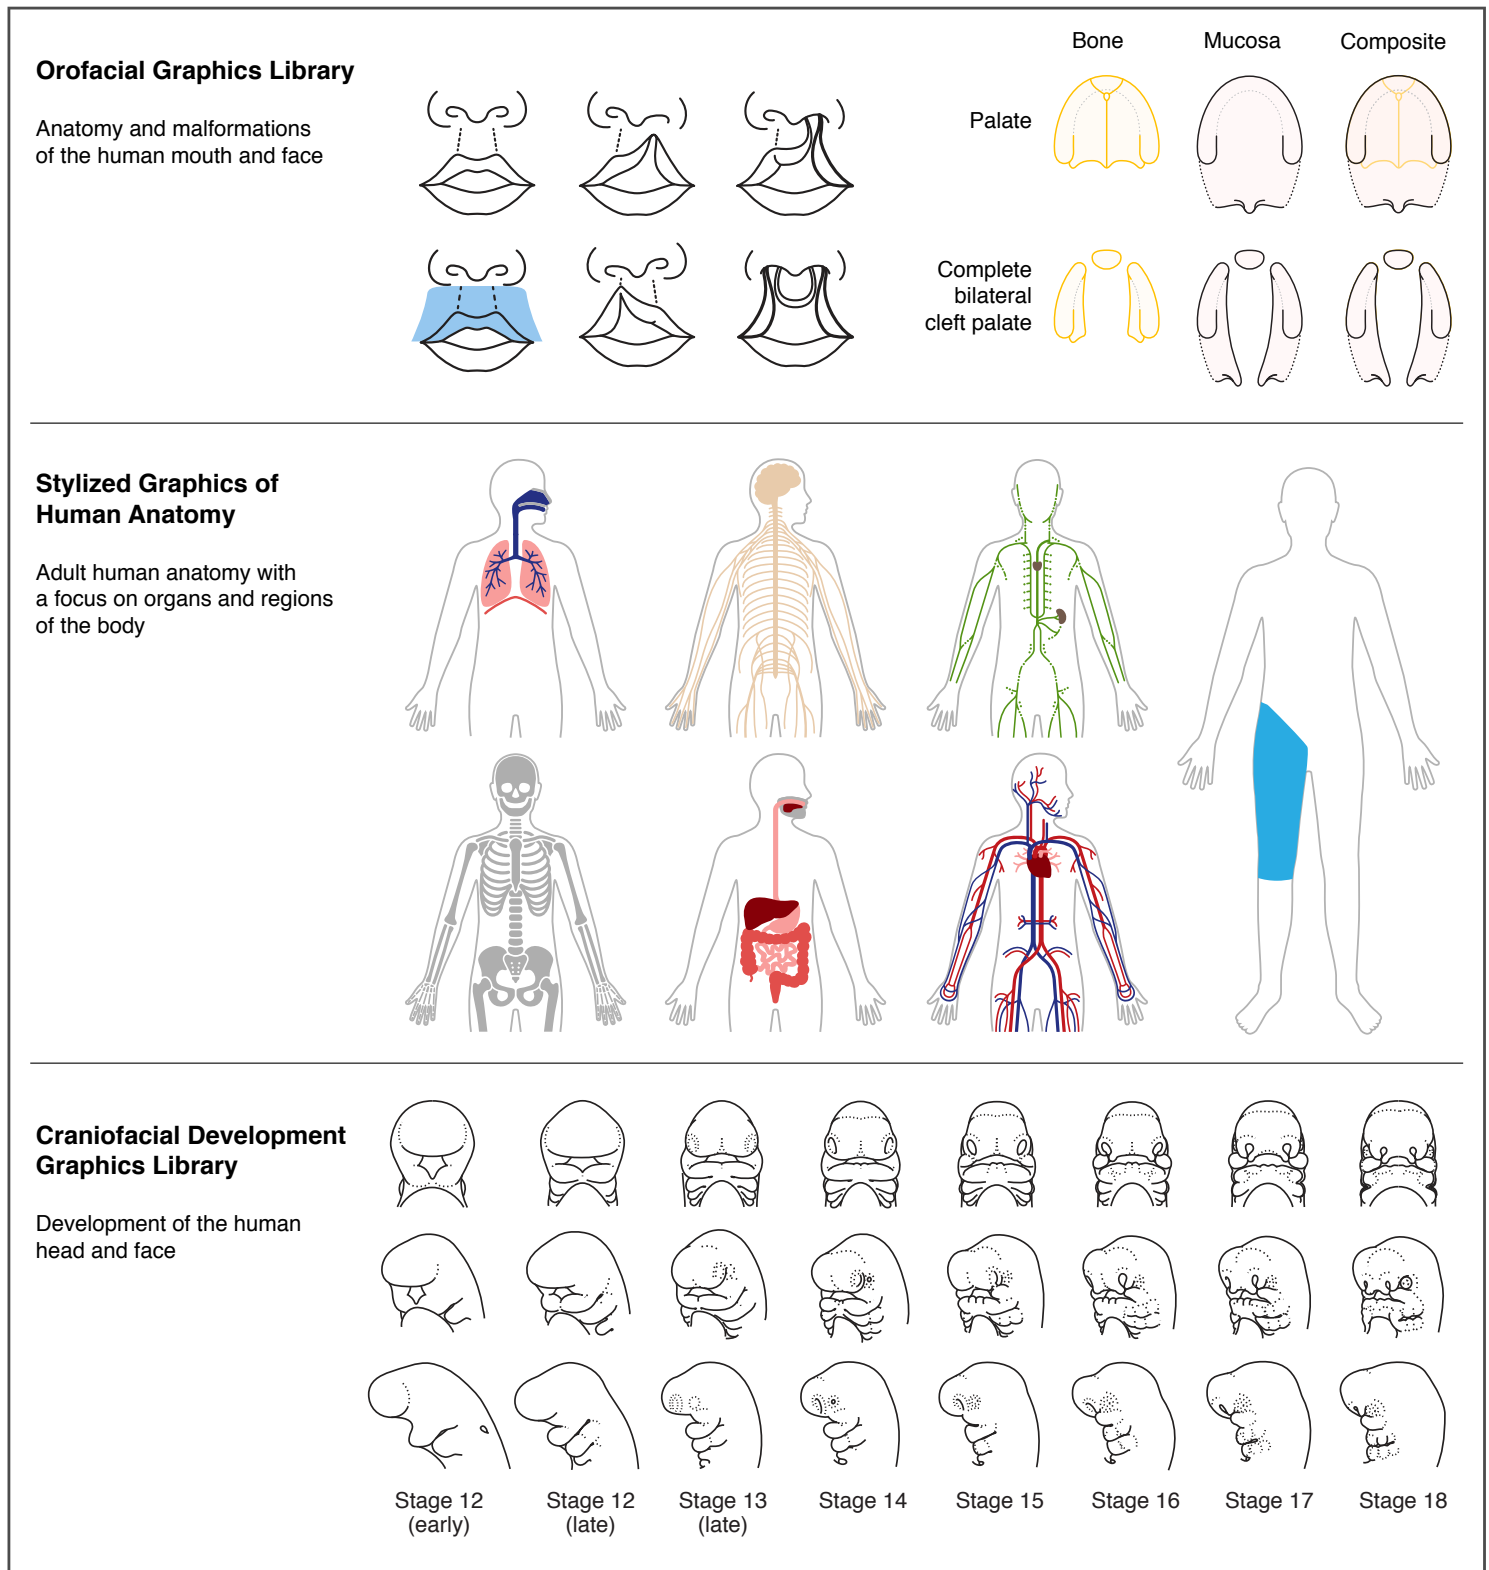 Orofacial Graphics Library
Anatomy and malformations
of the human mouth and face
Bone
Mucosa
Composite
Palate
Complete
bilateral
cleft palate
Stylized Graphics of
Human Anatomy
Adult human anatomy with
a focus on organs and regions
of the body
Craniofacial Development
Graphics Library
Development of the human
head and face
Stage 12
(early)
Stage 12
(late)
Stage 13
(late)
Stage 14
Stage 15
Stage 16
Stage 17
Stage 18